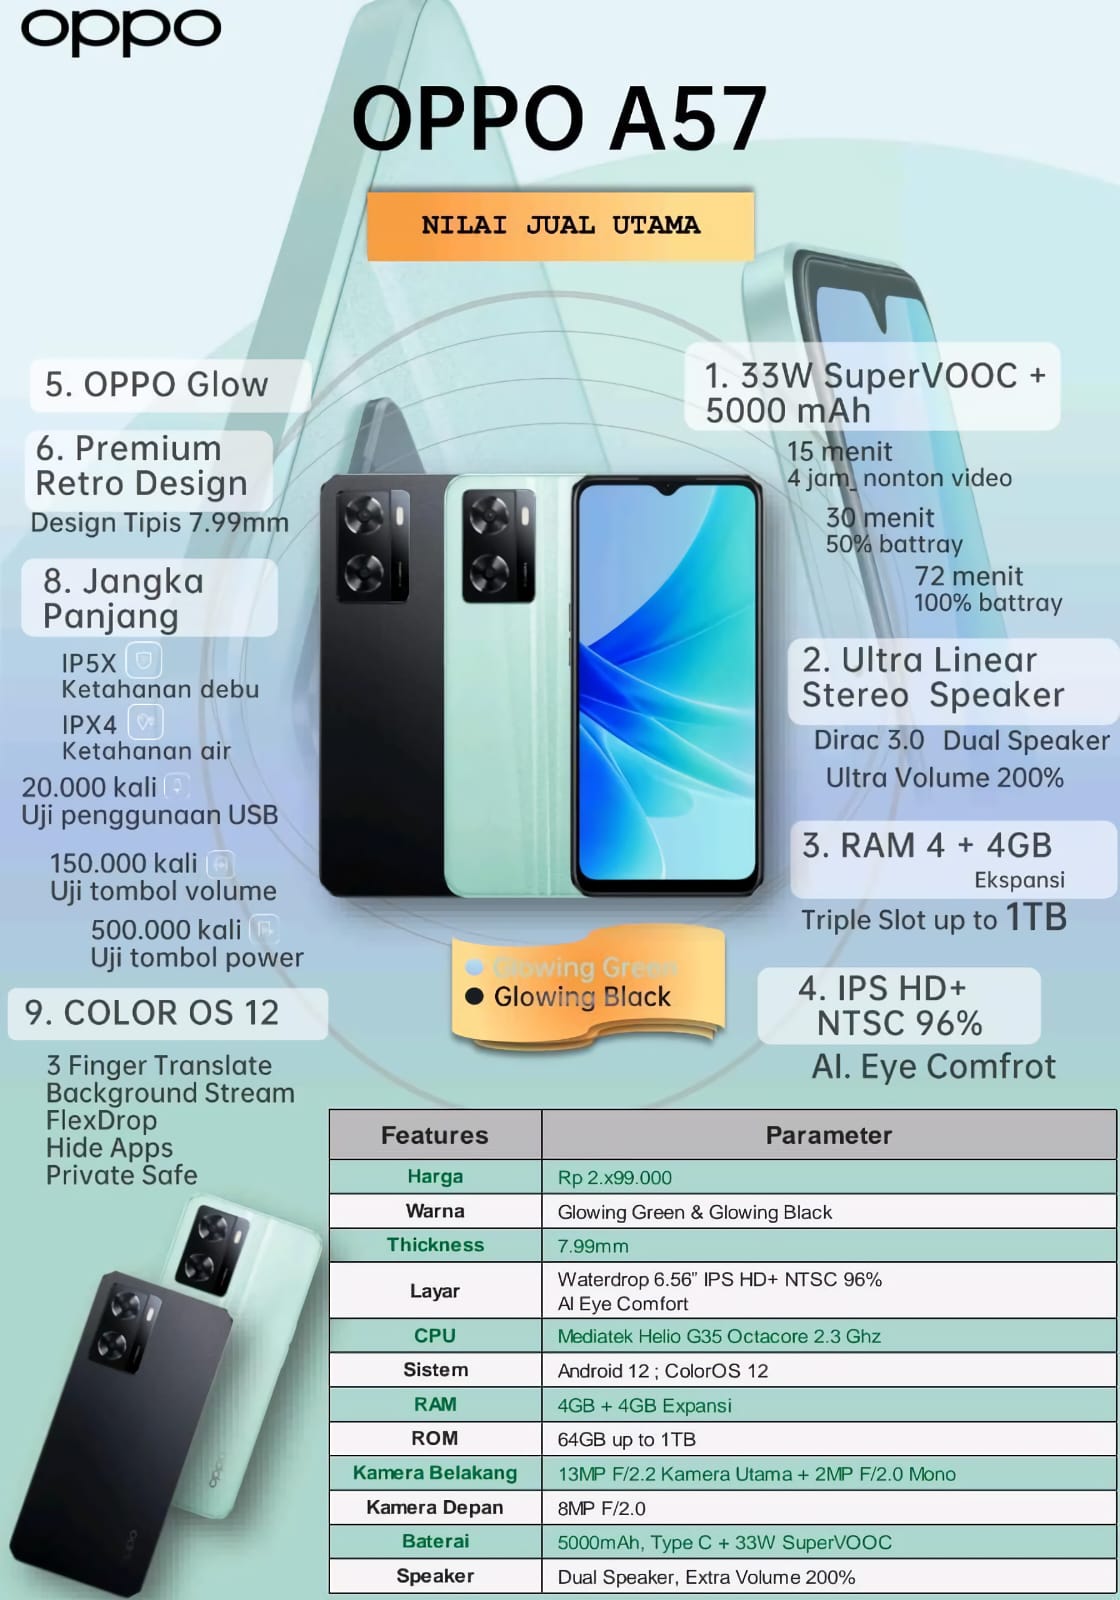 oppo
OPPO A57
NILAI JUAL UTAMA
5. OPPO Glow
6. Premium
Retro Design
Design Tipis 7.99mm
8. Jangka
Panjang
IP5X
Ketahanan debu
IPX4
Ketahanan air
20.000 kali
Uji penggunaan USB
150.000 kali
Uji tombol volume
500.000 kali
Uji tombol power
9. COLOR OS 12
3 Finger Translate
Background Stream
FlexDrop
Hide Apps
Private Safe
1. 33W SuperVOOC +
5000 mAh
15 menit
4 jam_ nonton video
30 menit
50% battray
72 menit
100% battray
2. Ultra Linear
Stereo Speaker
Dirac 3.0 Dual Speaker
Ultra Volume 200%
3. RAM 4 + 4GB
Ekspansi
Triple Slot up to 1TB
4. IPS HD+
NTSC 96%
AI. Eye Comfrot
Glowing Green
Glowing Black
Features Parameter
Harga Rp 2.x99.000
Warna Glowing Green & Glowing Black
Thickness 7.99mm
Layar Waterdrop 6.56” IPS HD+ NTSC 96%
AI Eye Comfort
CPU Mediatek Helio G35 Octacore 2.3 Ghz
Sistem Android 12 ; ColorOS 12
RAM 4GB + 4GB Expansi
ROM 64GB up to 1TB
Kamera Belakang 13MP F/2.2 Kamera Utama + 2MP F/2.0 Mono
Kamera Depan 8MP F/2.0
Baterai 5000mAh, Type C + 33W SuperVOOC
Speaker Dual Speaker, Extra Volume 200%
oppo
oppo